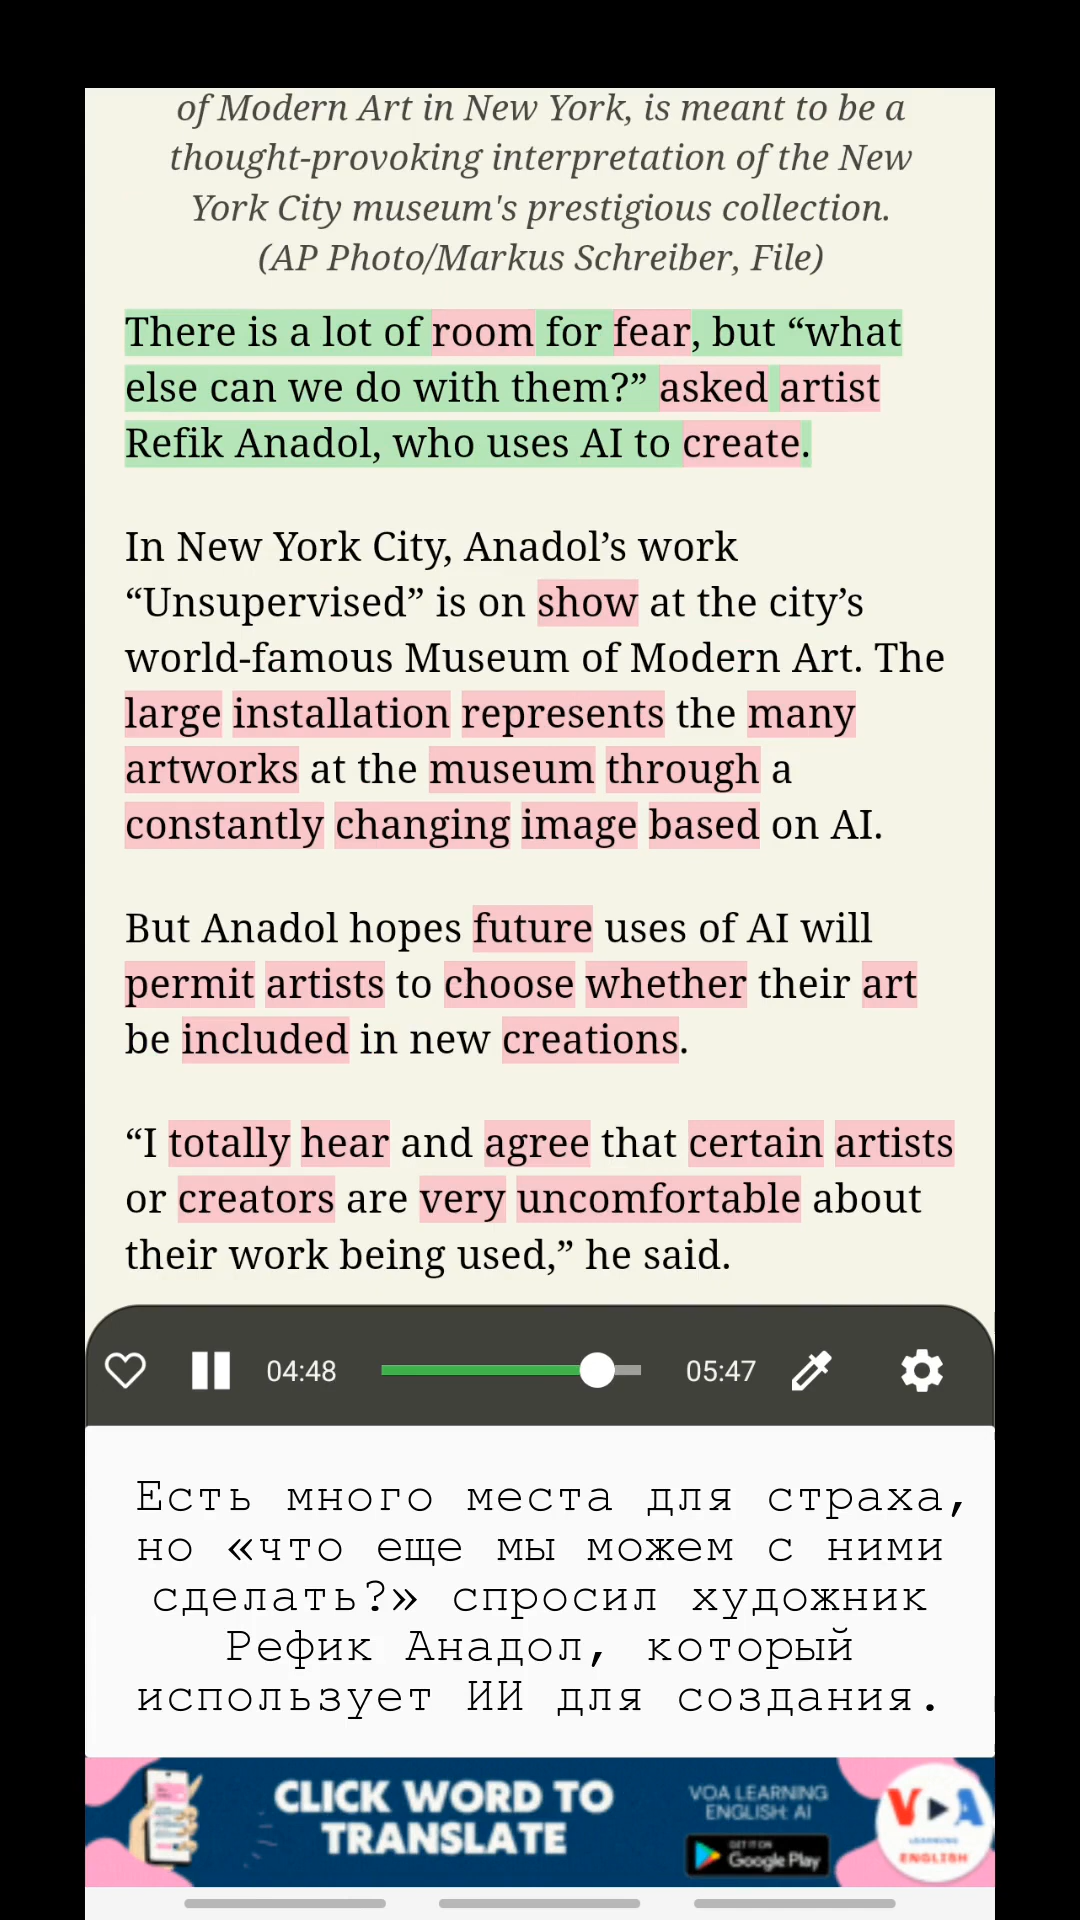 of Modern Art in New York, is meant to be a
thought-provoking interpretation of the New
York City museum's prestigious collection.
(AP Photo/Markus Schreiber, File)
There is a lot of room for fear, but “what
else can we do with them?” asked artist
Refik Anadol, who uses AI to create.
In New York City, Anadol’s work
“Unsupervised” is on show at the city’s
world-famous Museum of Modern Art. The
large installation represents the many
artworks at the museum through a
constantly changing image based on AI.
But Anadol hopes future uses of AI will
permit artists to choose whether their art
be included in new creations.
“I totally hear and agree that certain artists
or creators are very uncomfortable about
their work being used,” he said.
04:48 05:47
Есть много места для страха,
но «что еще мы можем с ними
сделать?» спросил художник
Рефик Анадол, который
использует ИИ для создания.
CLICK WORD TO
TRANSLATE
VOA LEARNING
ENGLISH: AI
GET IT ON
Google Play
VOA
LEARNING
ENGLISH